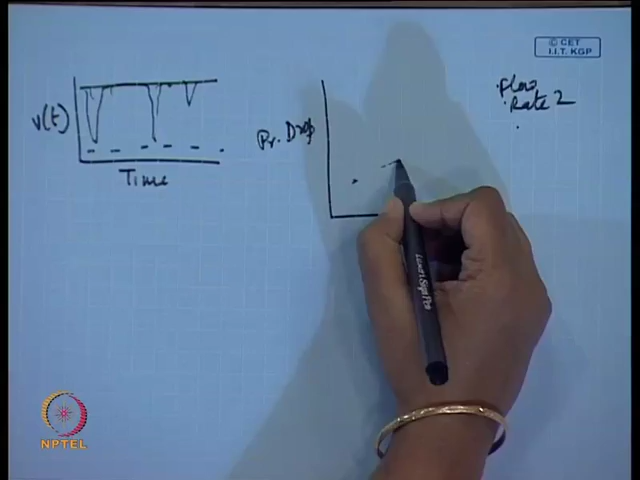 © CET
I.I.T. KGP
Flow
Rate 2
V(t)
Time
Pr. Drop
NPTEL